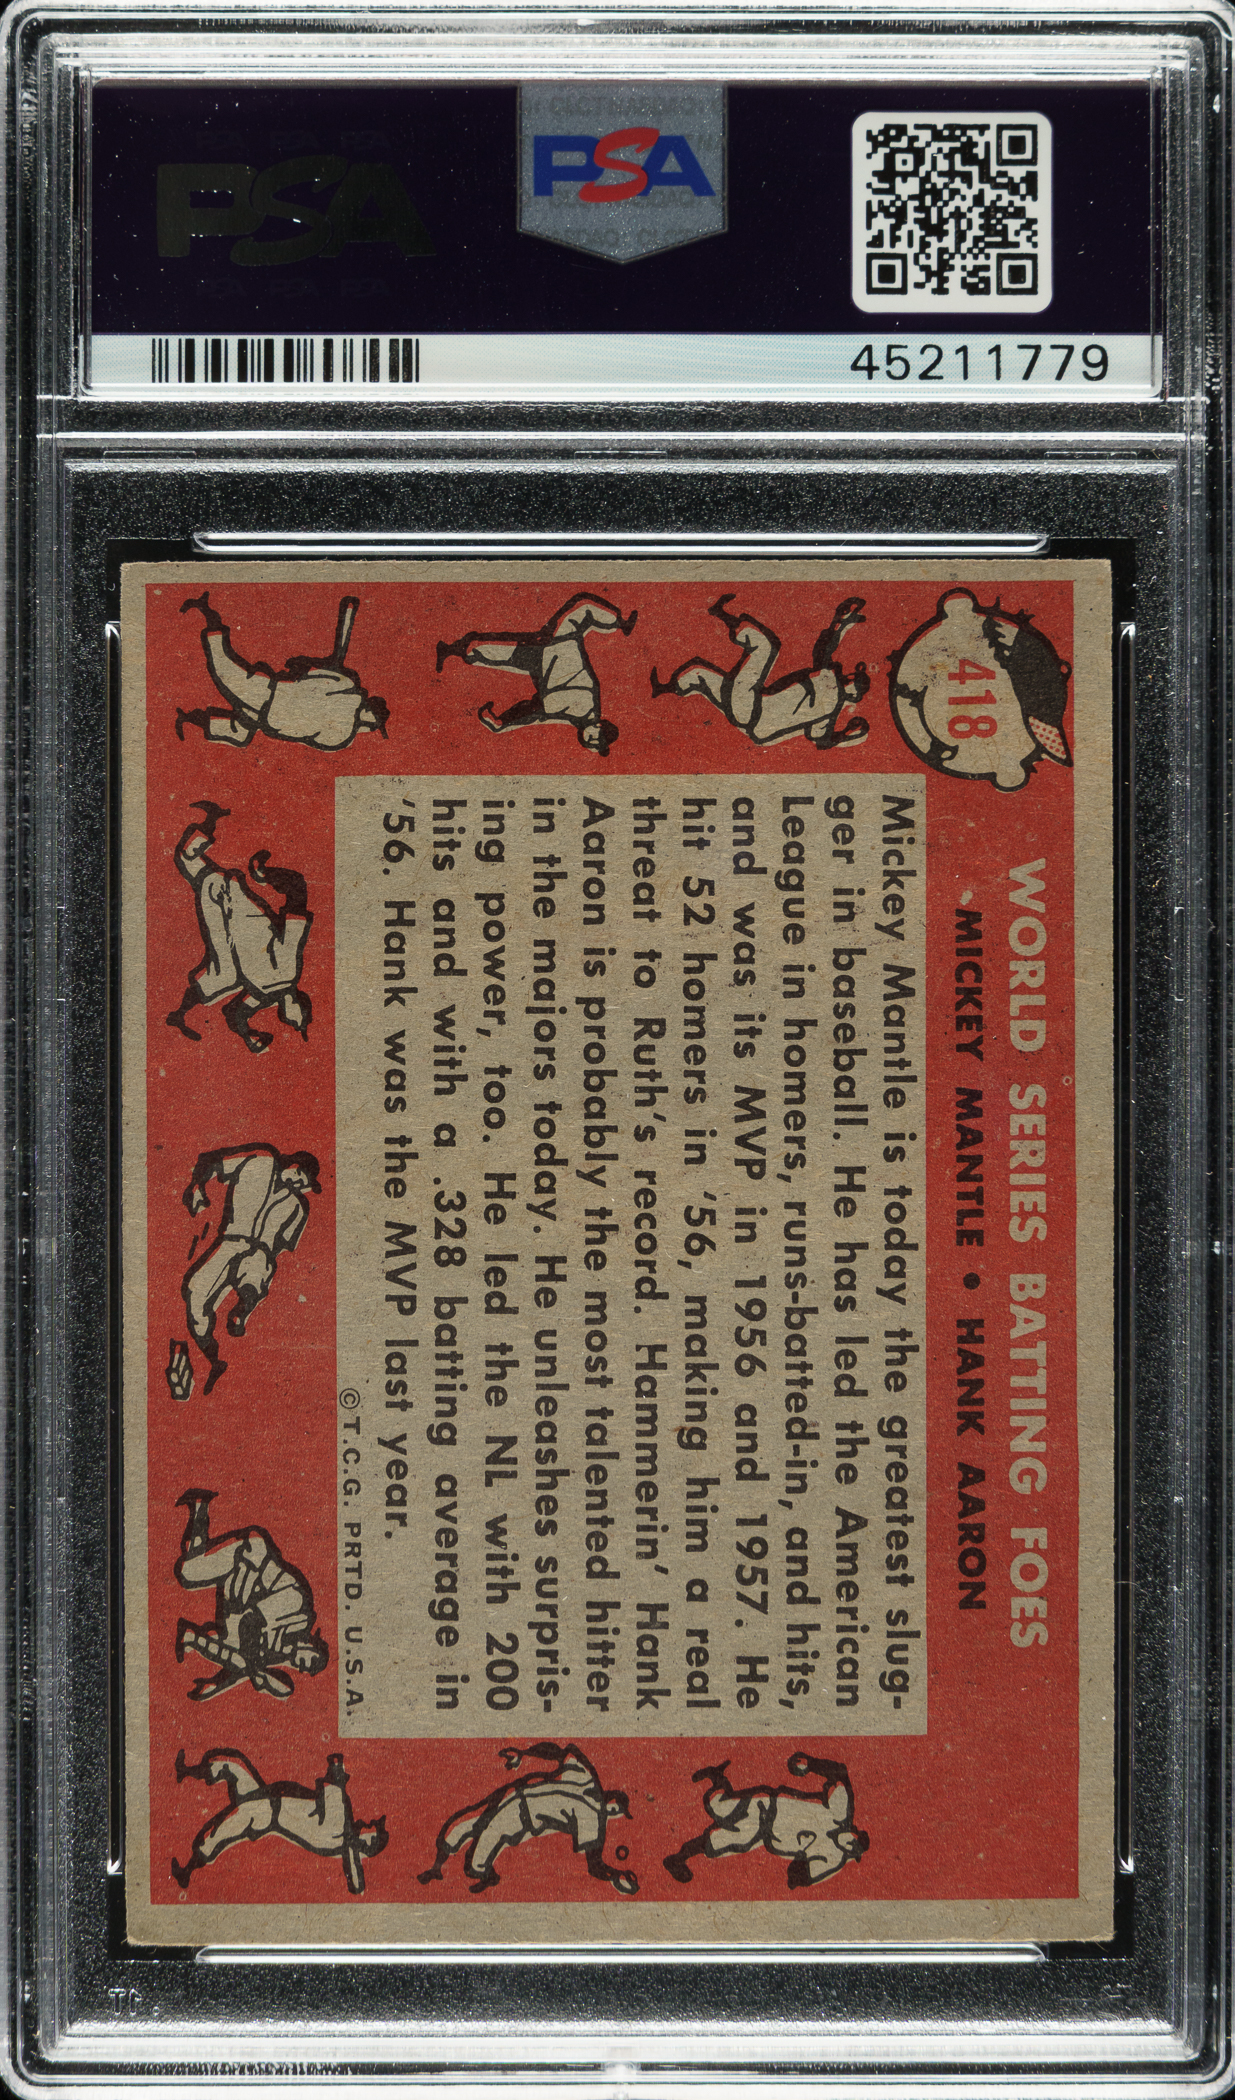 PSA
PSA
45211779
418
WORLD SERIES BATTING FOES
MICKEY MANTLE • HANK AARON
Mickey Mantle is today the greatest slug-
ger in baseball. He has led the American
League in homers, runs-batted-in, and hits,
and was its MVP in 1956 and 1957. He
hit 52 homers in '56, making him a real
threat to Ruth's record. Hammerin' Hank
Aaron is probably the most talented hitter
in the majors today. He unleashes surpris-
ing power, too. He led the NL with 200
hits and with a .328 batting average in
'56. Hank was the MVP last year.
©T.C.G. PRTD. U.S.A.